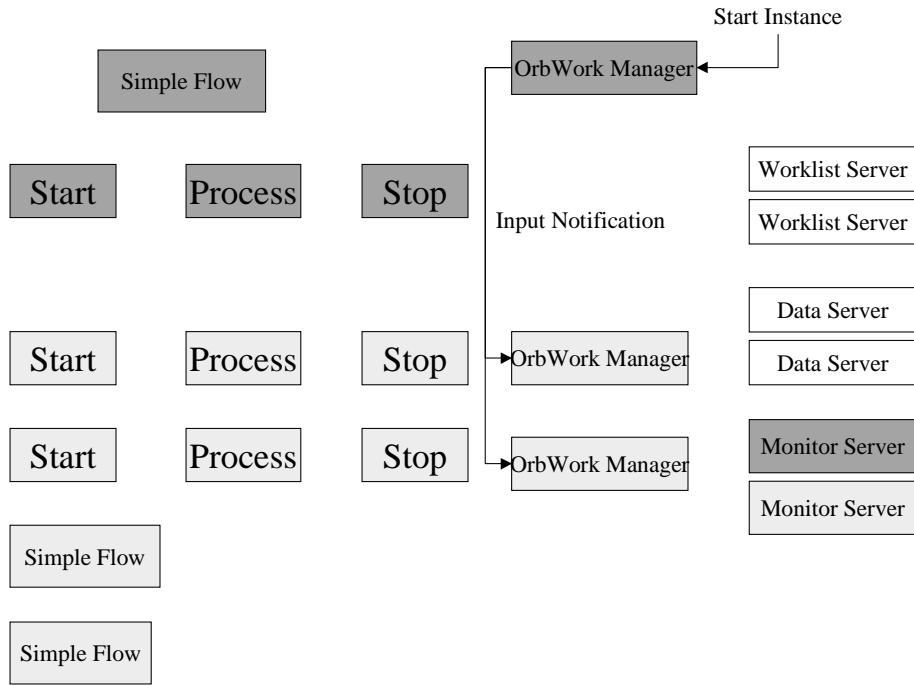 Start Instance
Simple Flow
OrbWork Manager
Start
Process
Stop
Worklist Server
Input Notification
Worklist Server
Data Server
Start
Process
Stop
OrbWork Manager
Data Server
Start
Process
Stop
OrbWork Manager
Monitor Server
Monitor Server
Simple Flow
Simple Flow